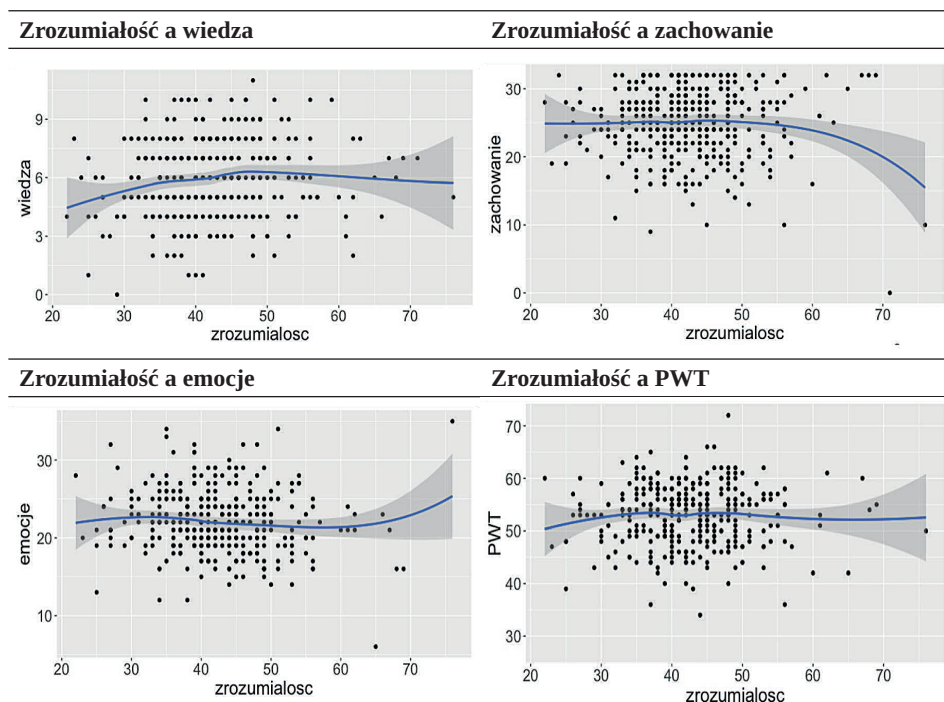 Zrozumiałość a wiedza
Zrozumiałość a zachowanie
wiedza
9
6
3
0
20 30 40 50 60 70
zrozumialosc
zachowanie
30
20
10
0
20 30 40 50 60 70
zrozumialosc
Zrozumiałość a emocje
Zrozumiałość a PWT
emocje
30
20
10
20 30 40 50 60 70
zrozumialosc
PWT
70
60
50
40
30
20 30 40 50 60 70
zrozumialosc